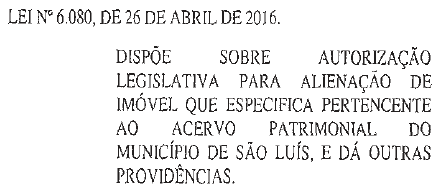 LEI Nº 6.080, DE 26 DE ABRIL DE 2016.
DISPÕE SOBRE AUTORIZAÇÃO
LEGISLATIVA PARA ALIENAÇÃO DE
IMÓVEL QUE ESPECIFICA PERTENCENTE
AO ACERVO PATRIMONIAL DO
MUNICÍPIO DE SÃO LUÍS, E DÁ OUTRAS
PROVIDÊNCIAS.